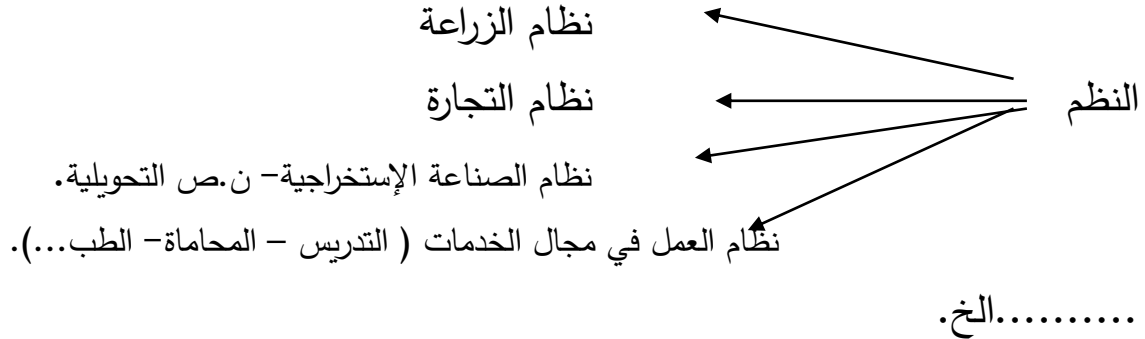 نظام الزراعة
النظم
نظام التجارة
نظام الصناعة الإستخراجية– ن.ص التحويلية.
نظام العمل في مجال الخدمات ( التدريس – المحاماة– الطب...).
..........الخ.